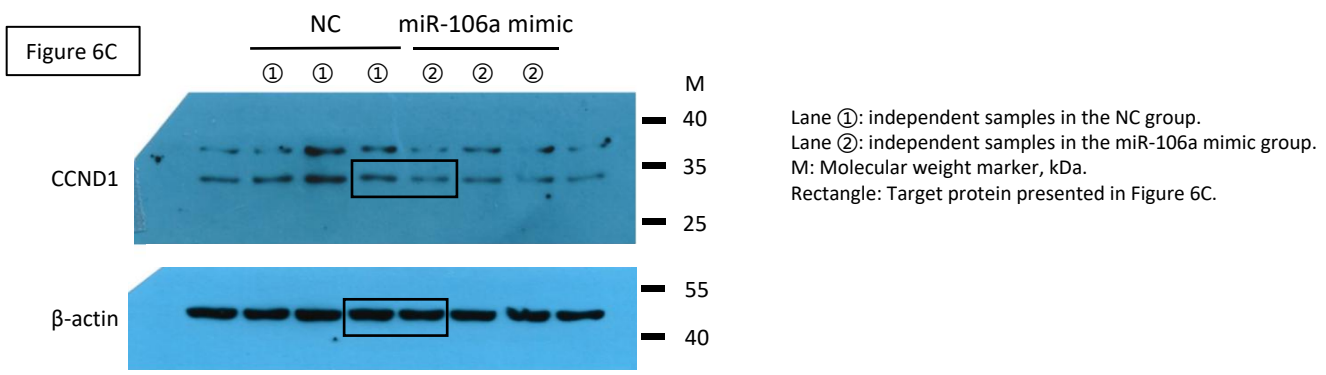 Figure 6C
NC miR-106a mimic
① ① ① ② ② ②
M
40
CCND1
35
25
Lane ①: independent samples in the NC group.
Lane ②: independent samples in the miR-106a mimic group.
M: Molecular weight marker, kDa.
Rectangle: Target protein presented in Figure 6C.
β-actin
55
40